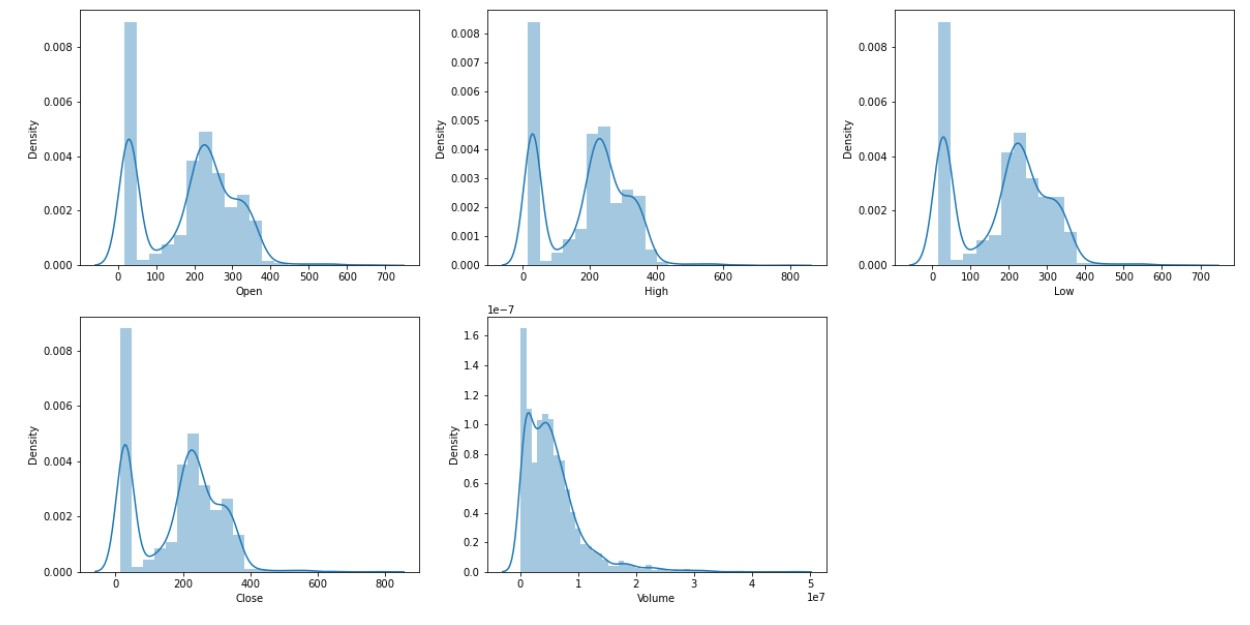 0.008
0.006
0.004
0.002
0.000
Density
0 100 200 300 400 500 600 700
Open
0.008
0.007
0.006
0.005
0.004
0.003
0.002
0.001
0.000
Density
0 200 400 600 800
High
0.008
0.006
0.004
0.002
0.000
Density
0 100 200 300 400 500 600 700
Low
0.008
0.006
0.004
0.002
0.000
Density
0 200 400 600 800
Close
1e−7
1.6
1.4
1.2
1.0
0.8
0.6
0.4
0.2
0.0
Density
0 1 2 3 4 5
1e7
Volume